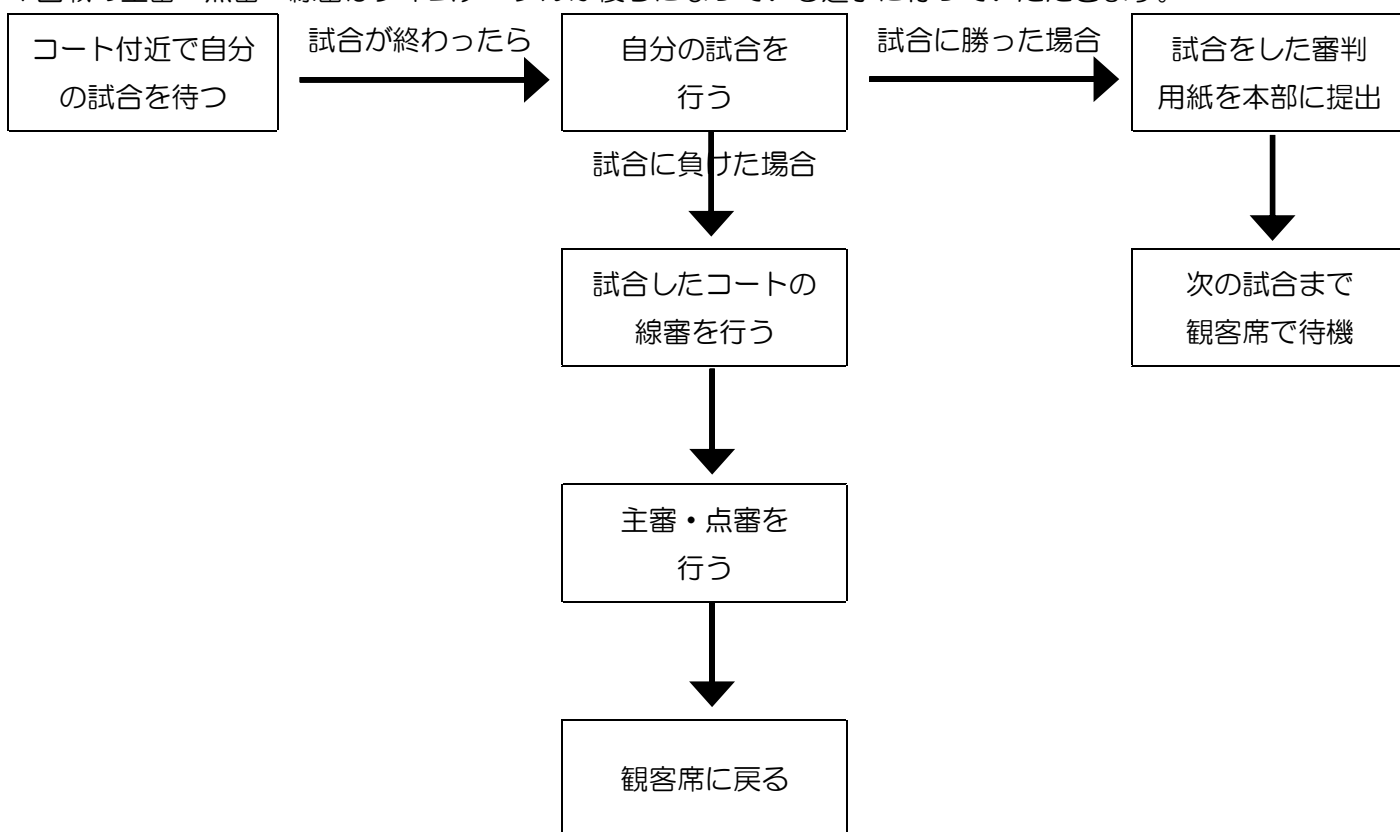 コート付近で自分
の試合を待つ
試合が終わったら
自分の試合を
行う
試合に勝った場合
試合をした審判
用紙を本部に提出
試合に負けた場合
試合したコートの
線審を行う
次の試合まで
観客席で待機
主審・点審を
行う
観客席に戻る